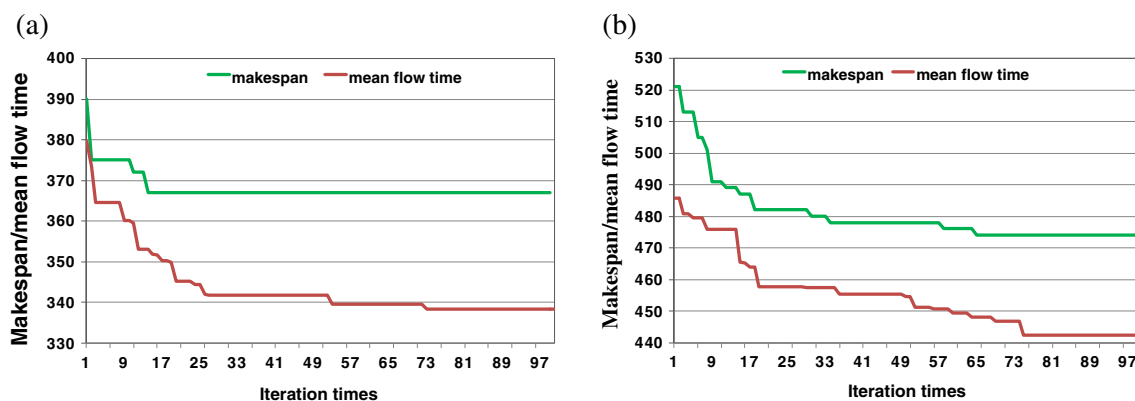 (a)
Makespan/mean flow time
400
390
380
370
360
350
340
330
makespan mean flow time
1 9 17 25 33 41 49 57 65 73 81 89 97
Iteration times
(b)
Makespan/mean flow time
530
520
510
500
490
480
470
460
450
440
makespan mean flow time
1 9 17 25 33 41 49 57 65 73 81 89 97
Iteration times